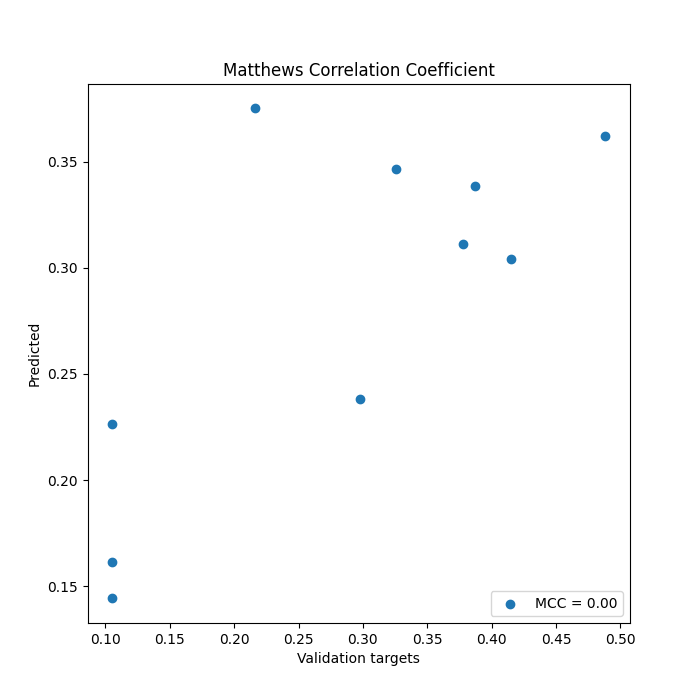 Matthews Correlation Coefficient
Predicted
0.35
0.30
0.25
0.20
0.15
MCC = 0.00
0.10 0.15 0.20 0.25 0.30 0.35 0.40 0.45 0.50
Validation targets